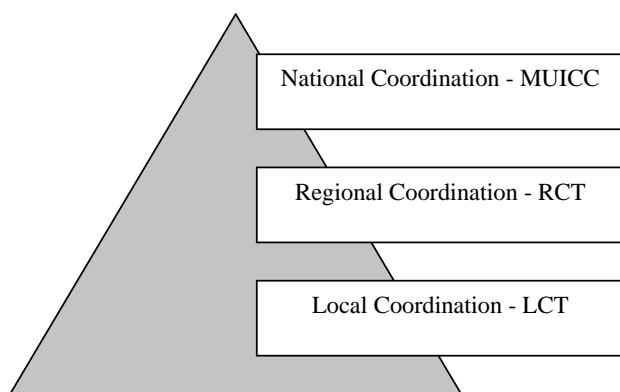 National Coordination - MUICC
Regional Coordination - RCT
Local Coordination - LCT